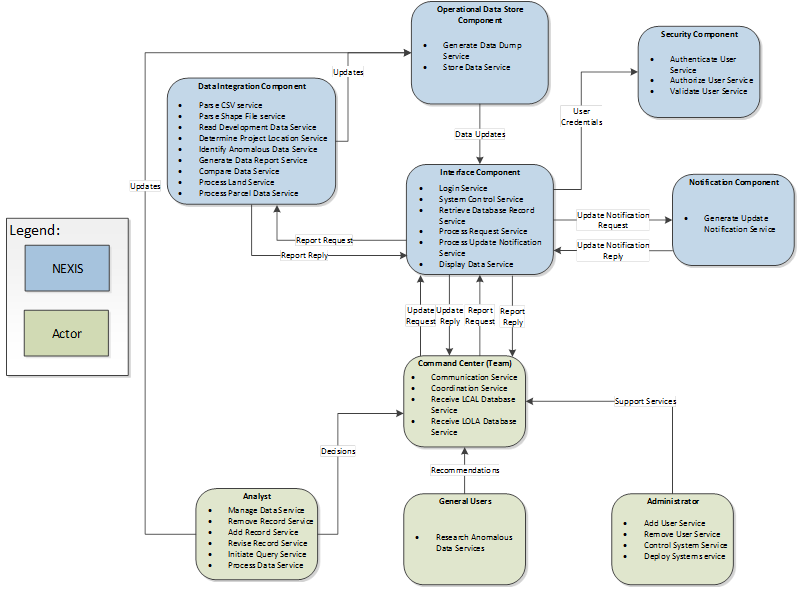 Operational Data Store
Component
• Generate Data Dump
Service
• Store Data Service
Security Component
• Authenticate User
Service
• Authorize User Service
• Validate User Service
Updates
Data Integration Component
• Parse CSV service
• Parse Shape File service
• Read Development Data Service
• Determine Project Location Service
• Identify Anomalous Data Service
• Generate Data Report Service
• Compare Data Service
• Process Land Service
• Process Parcel Data Service
User
Credentials
Data Updates
Updates
Interface Component
• Login Service
• System Control Service
• Retrieve Database Record
Service
• Process Request Service
• Process Update Notification
Service
• Display Data Service
Notification Component
• Generate Update
Notification Service
Update Notification
Request
Update Notification
Reply
Report Request
Report Reply
Legend:
NEXIS
Actor
Update
Request
Update
Reply
Report
Request
Report
Reply
Command Center (Team)
• Communication Service
• Coordination Service
• Receive LCAL Database
Service
• Receive LOLA Database
Service
Support Services
Decisions
Recommendations
Analyst
• Manage Data Service
• Remove Record Service
• Add Record Service
• Revise Record Service
• Initiate Query Service
• Process Data Service
General Users
• Research Anomalous
Data Services
Administrator
• Add User Service
• Remove User Service
• Control System Service
• Deploy Systems service